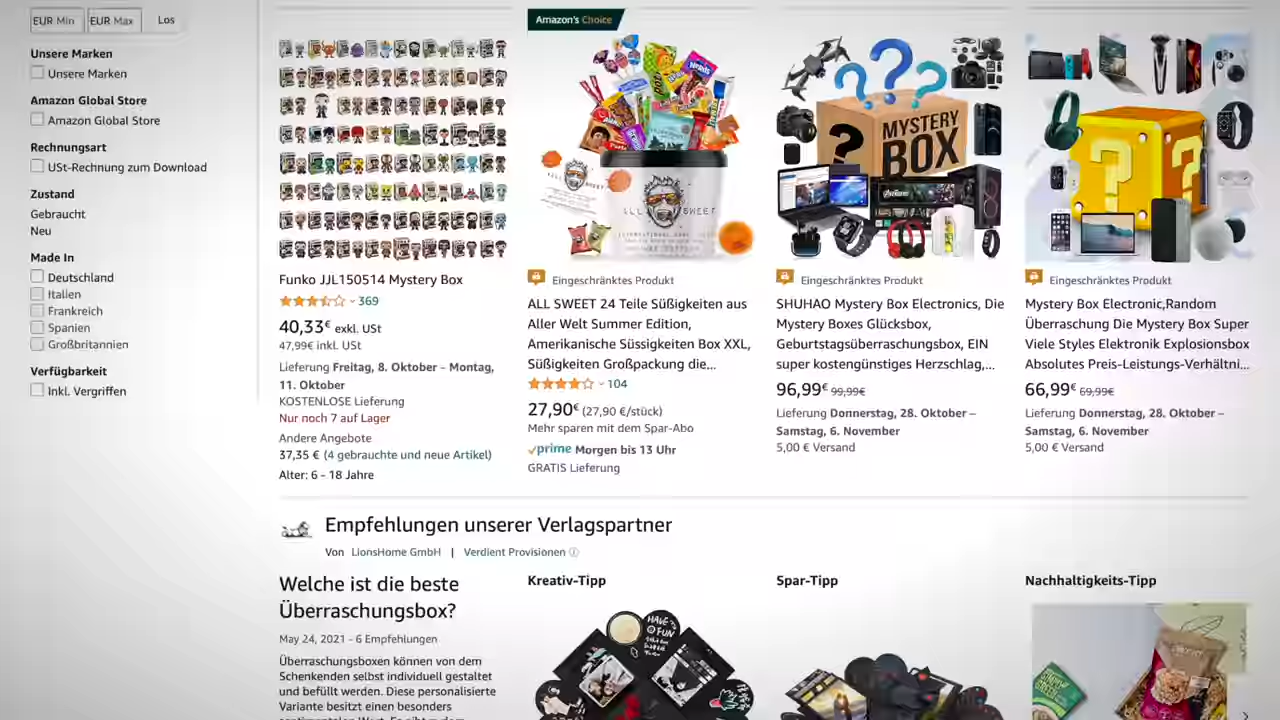 EUR Min
EUR Max
Los
Unsere Marken
Unsere Marken
Amazon Global Store
Amazon Global Store
Rechnungsart
USt-Rechnung zum Download
Zustand
Gebraucht
Neu
Made In
Deutschland
Italien
Frankreich
Spanien
Großbritannien
Verfügbarkeit
Inkl. Vergriffen
Funko JJL150514 Mystery Box
369
40,33€ exkl. USt
47,99€ inkl. USt
Lieferung Freitag, 8. Oktober – Montag,
11. Oktober
KOSTENLOSE Lieferung
Nur noch 7 auf Lager
Andere Angebote
37,35 € (4 gebrauchte und neue Artikel)
Alter: 6 - 18 Jahre
Amazon's Choice
ALL SWEET
Eingeschränktes Produkt
ALL SWEET 24 Teile Süßigkeiten aus
Aller Welt Summer Edition,
Amerikanische Süssigkeiten Box XXL,
Süßigkeiten Großpackung die...
104
27,90€ (27,90 €/stück)
Mehr sparen mit dem Spar-Abo
prime Morgen bis 13 Uhr
GRATIS Lieferung
???
?
MYSTERY
BOX
Eingeschränktes Produkt
SHUHAO Mystery Box Electronics, Die
Mystery Boxes Glücksbox,
Geburtstagsüberraschungsbox, EIN
super kostengünstiges Herzschlag,...
96,99€ 99,99€
Lieferung Donnerstag, 28. Oktober –
Samstag, 6. November
5,00 € Versand
? ?
Eingeschränktes Produkt
Mystery Box Electronic,Random
Überraschung Die Mystery Box Super
Viele Styles Elektronik Explosionsbox
Absolutes Preis-Leistungs-Verhältni...
66,99€ 69,99€
Lieferung Donnerstag, 28. Oktober –
Samstag, 6. November
5,00 € Versand
Empfehlungen unserer Verlagspartner
Von LionsHome GmbH | Verdient Provisionen
Welche ist die beste
Überraschungsbox?
May 24, 2021 - 6 Empfehlungen
Überraschungsboxen können von dem
Schenkenden selbst individuell gestaltet
und befüllt werden. Diese personalisierte
Variante besitzt einen besonders
Kreativ-Tipp
HAVE
FUN
Spar-Tipp
Nachhaltigkeits-Tipp